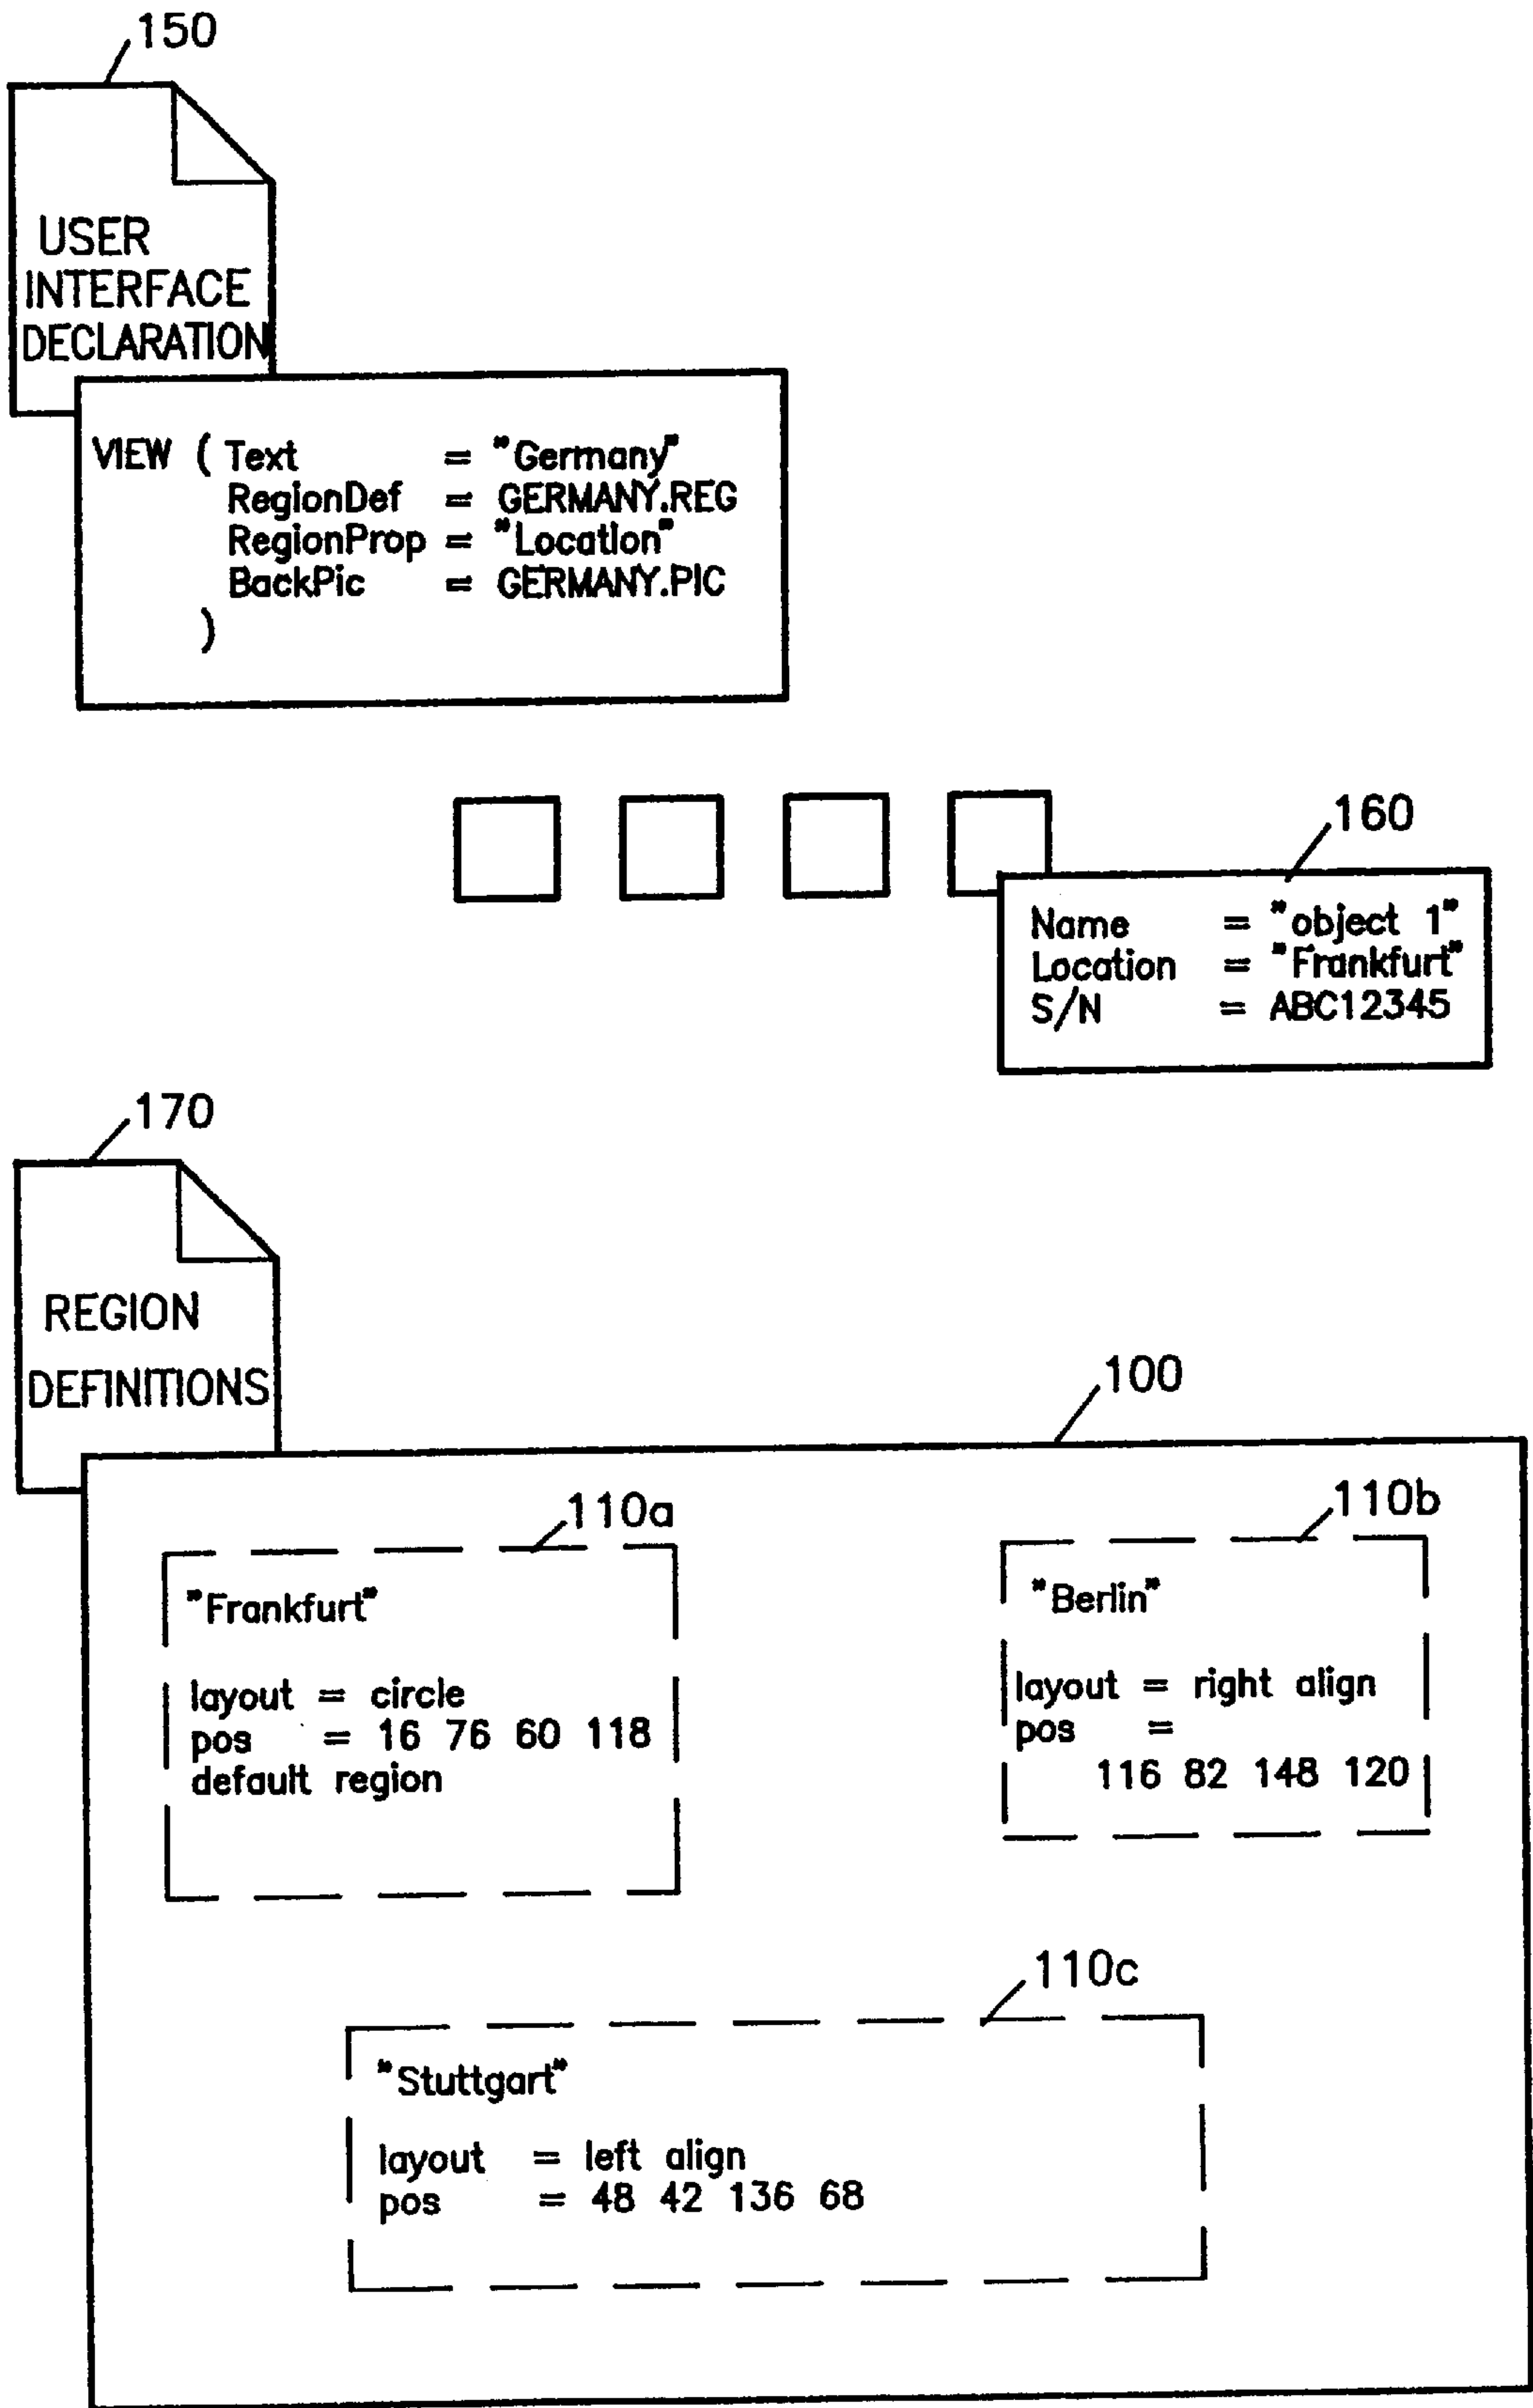 150
USER
INTERFACE
DECLARATION
VIEW ( Text = "Germany"
RegionDef = GERMANY.REG
RegionProp = "Location"
BackPic = GERMANY.PIC
)
160
Name = "object 1"
Location = "Frankfurt"
S/N = ABC12345
170
REGION
DEFINITIONS
100
110a
"Frankfurt"
layout = circle
pos = 16 76 60 118
default region
110b
"Berlin"
layout = right align
pos =
116 82 148 120
110c
"Stuttgart"
layout = left align
pos = 48 42 136 68